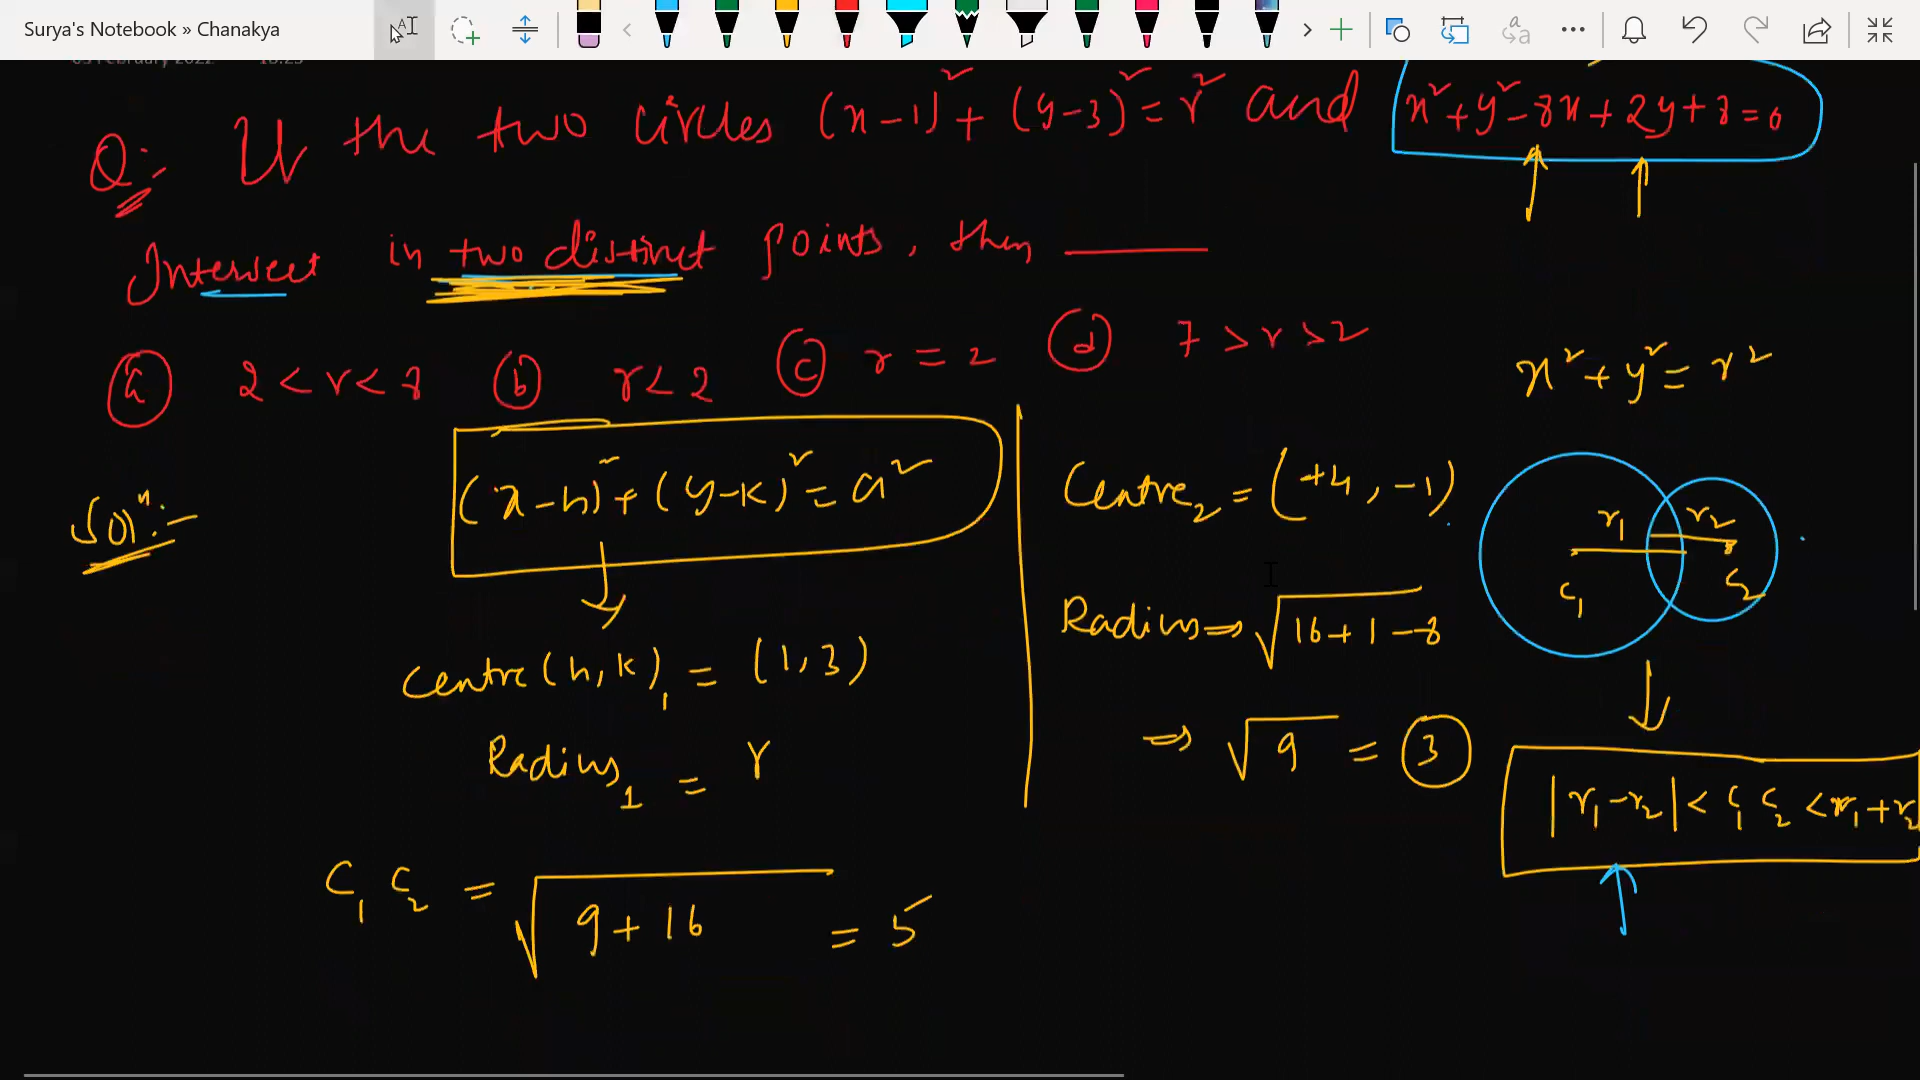 Surya's Notebook » Chanakya
Q:- If the two circles (x-1)² + (y-3)² = r² and x²+y²-8x+2y+8=0
Intersect in two distinct points, then ______
(a) 2 < r < 8 (b) r < 2 (c) r = 2 (d) 7 > r > 2
x² + y² = r²
Solⁿ:-
(x-h)² + (y-k)² = a²
Centre(h,k)₁ = (1,3)
Radius₁ = r
C₁C₂ = √(9+16) = 5
Centre₂ = (+4, -1)
Radius ⇒ √(16+1-8)
⇒ √9 = 3
r₁ r₂
C₁ C₂
|r₁-r₂| < C₁C₂ < r₁+r₂